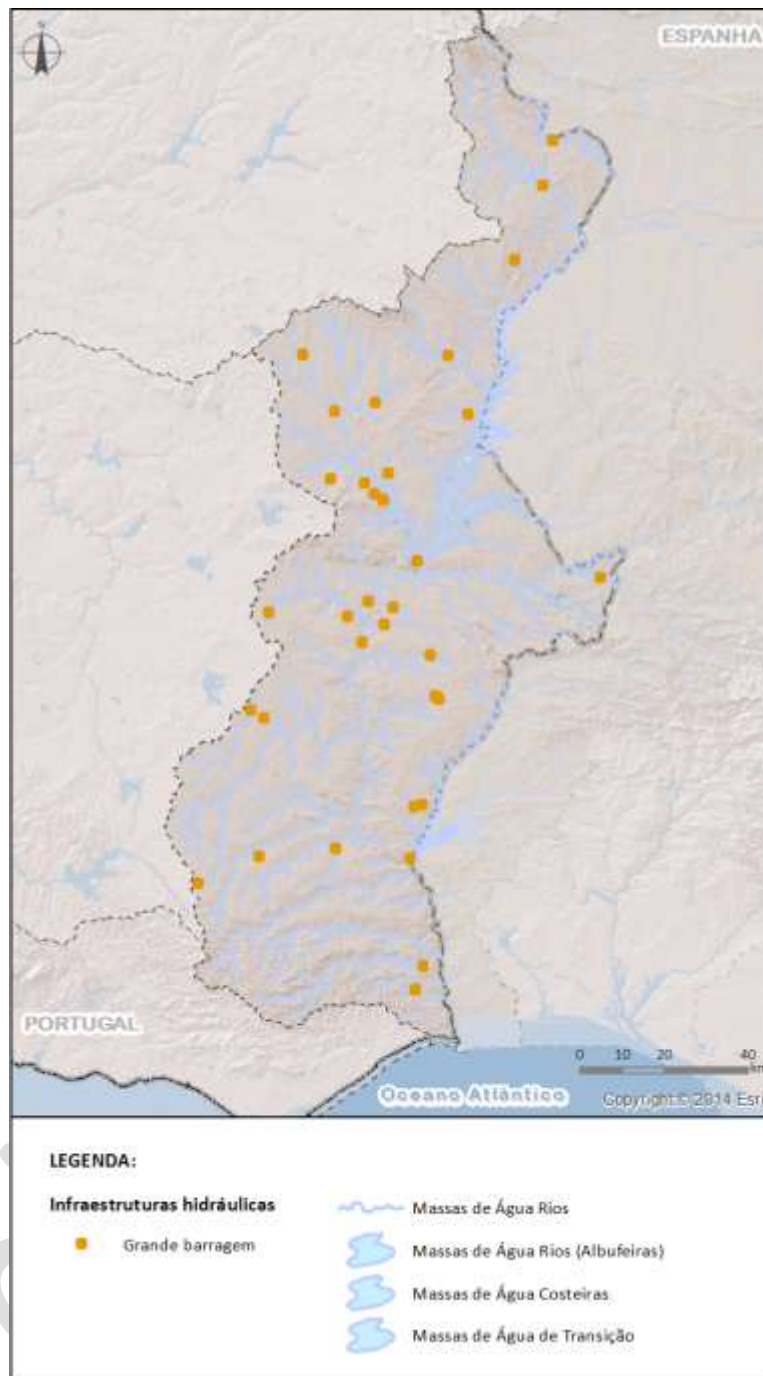 N
ESPANHA
PORTUGAL
0 10 20 40
km
Oceano Atlântico
Copyright:© 2014 Esri
LEGENDA:
Infraestruturas hidráulicas
Grande barragem
Massas de Água Rios
Massas de Água Rios (Albufeiras)
Massas de Água Costeiras
Massas de Água de Transição